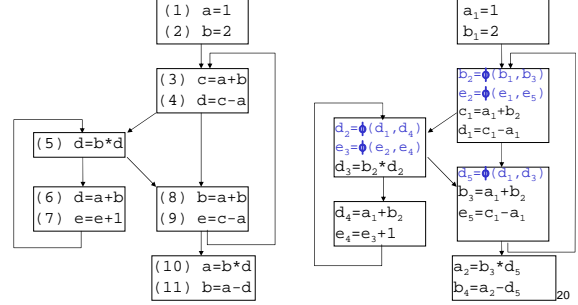 (1) a=1
(2) b=2
(3) c=a+b
(4) d=c-a
(5) d=b*d
(6) d=a+b
(7) e=e+1
(8) b=a+b
(9) e=c-a
(10) a=b*d
(11) b=a-d
a₁=1
b₁=2
b₂=ϕ(b₁,b₃)
e₂=ϕ(e₁,e₅)
c₁=a₁+b₂
d₁=c₁-a₁
d₂=ϕ(d₁,d₄)
e₃=ϕ(e₂,e₄)
d₃=b₂*d₂
d₄=a₁+b₂
e₄=e₃+1
d₅=ϕ(d₁,d₃)
b₃=a₁+b₂
e₅=c₁-a₁
a₂=b₃*d₅
b₄=a₂-d₅
20